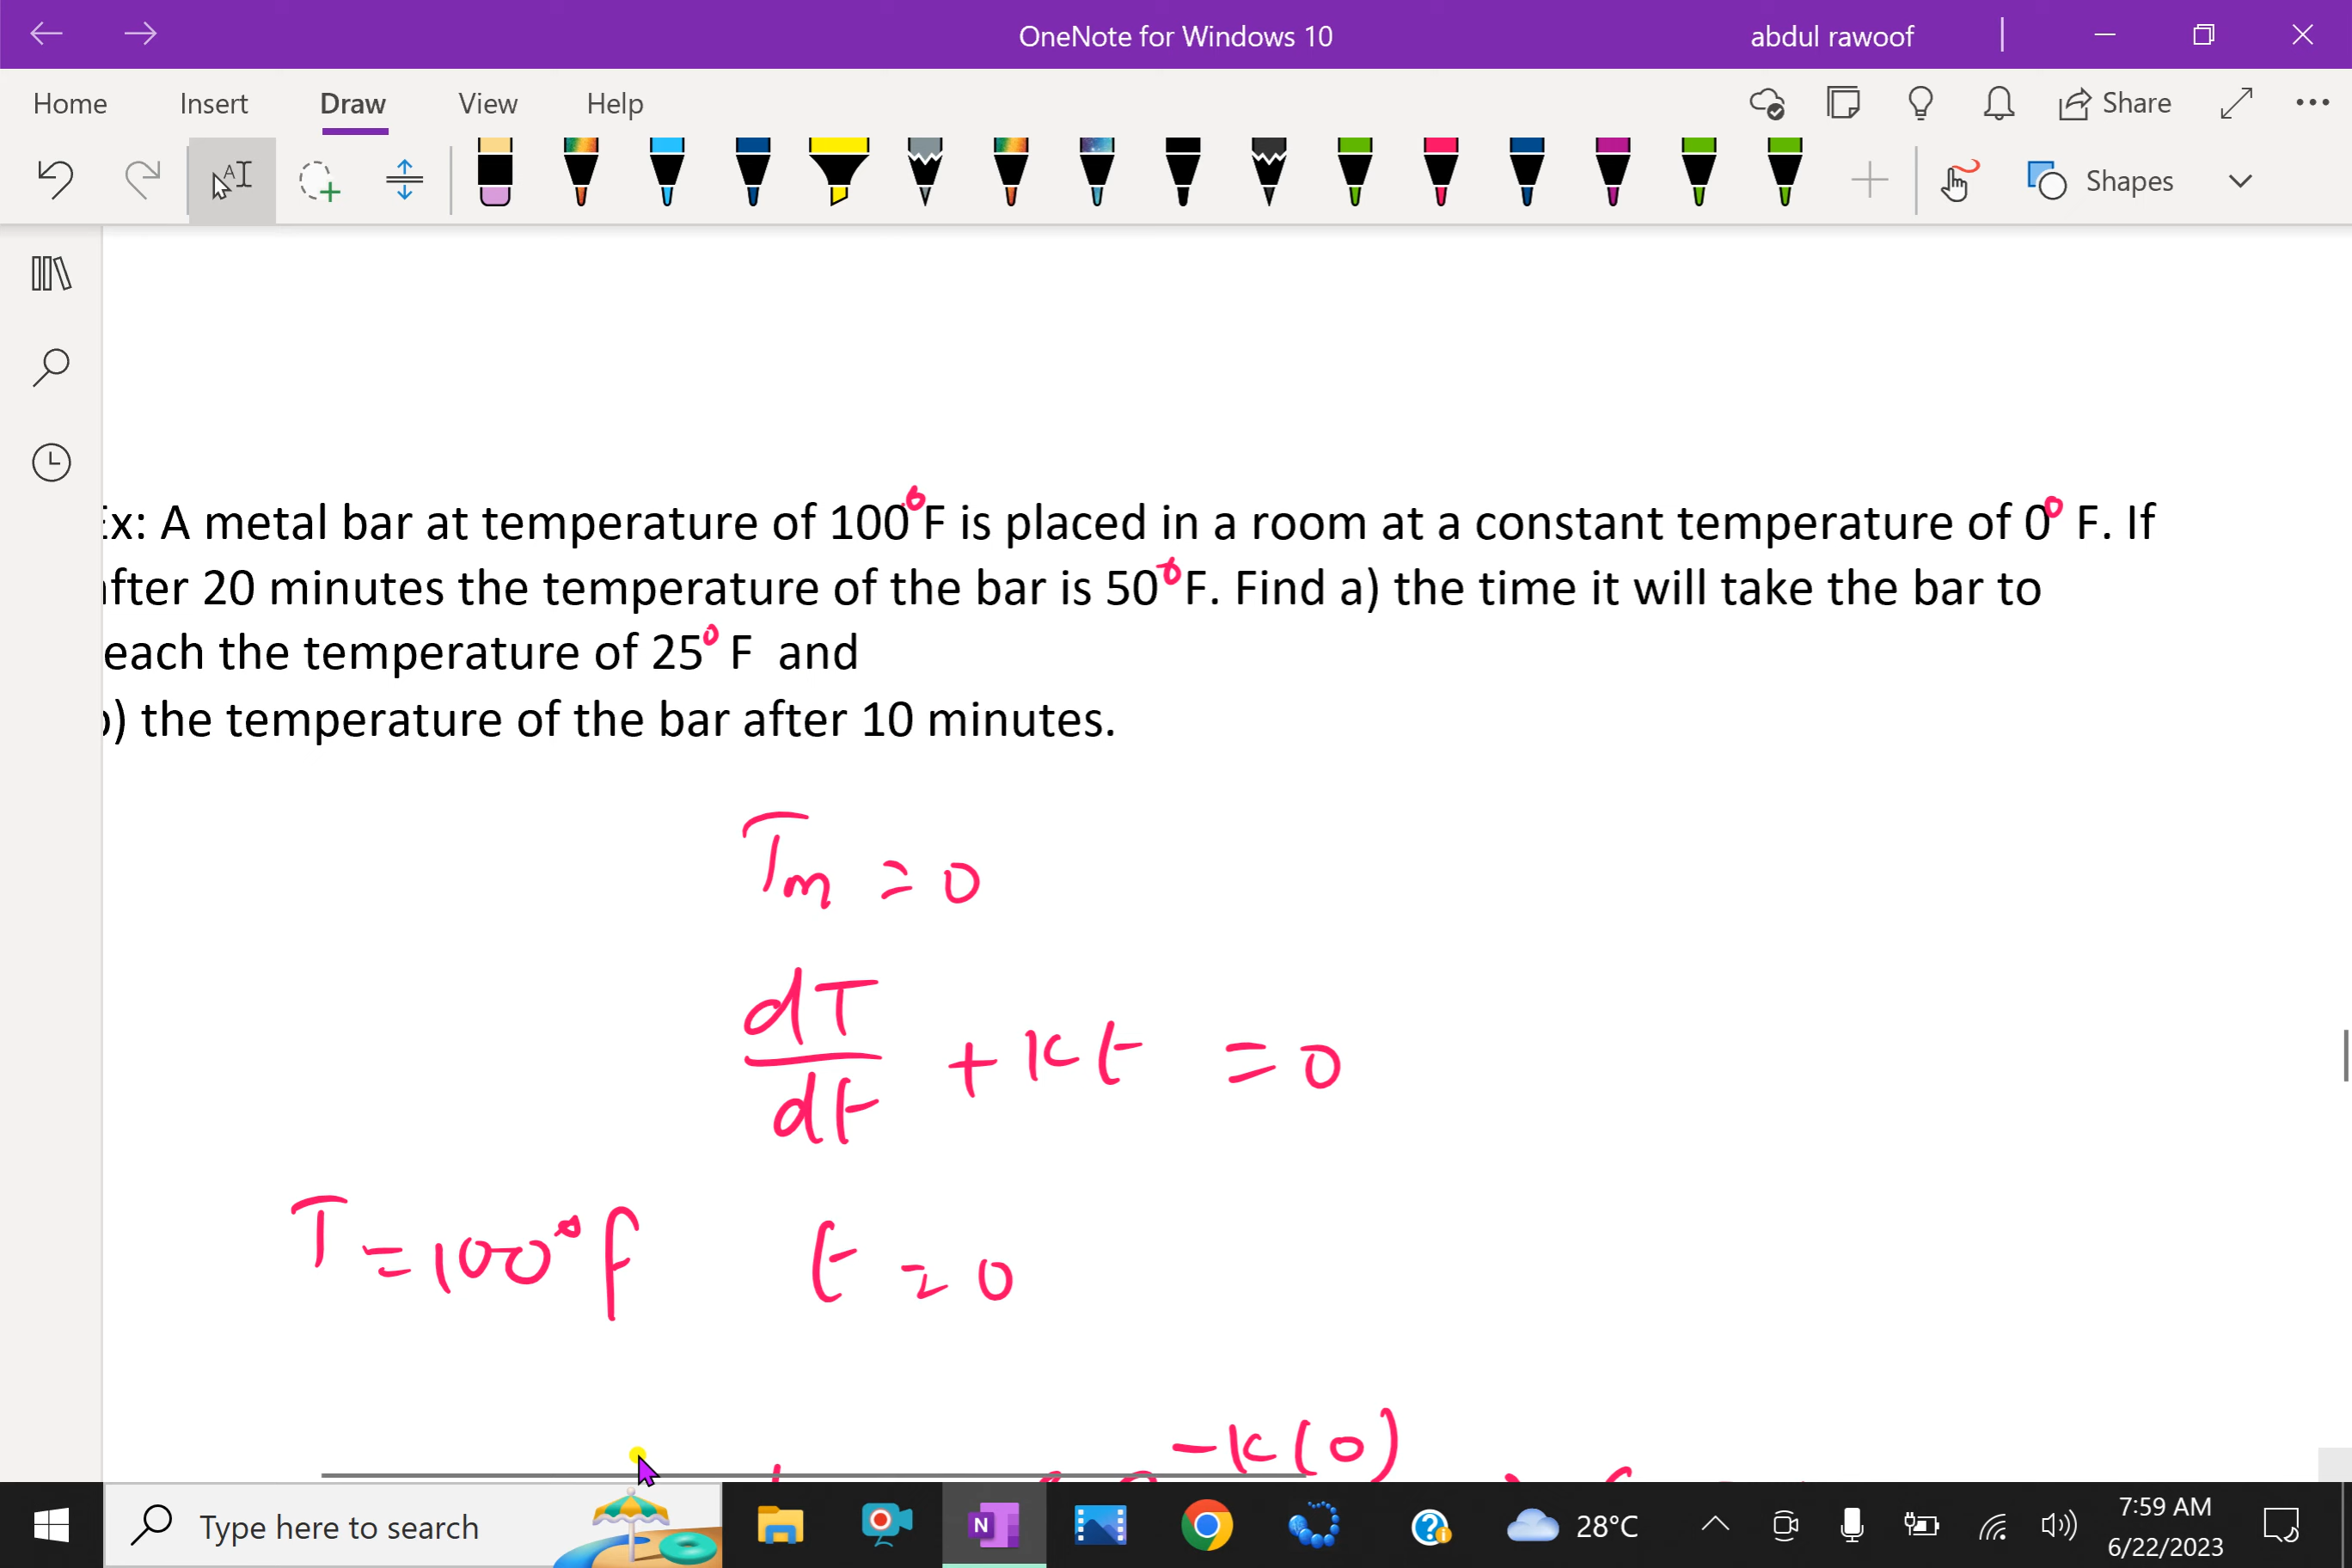 OneNote for Windows 10
abdul rawoof
Home Insert Draw View Help
Share
Shapes
Ex: A metal bar at temperature of 100°F is placed in a room at a constant temperature of 0° F. If
after 20 minutes the temperature of the bar is 50°F. Find a) the time it will take the bar to
reach the temperature of 25° F and
b) the temperature of the bar after 10 minutes.
Tm = 0
dT/dt + kt = 0
T = 100°F t = 0
-k(0)
Type here to search
28°C
7:59 AM
6/22/2023